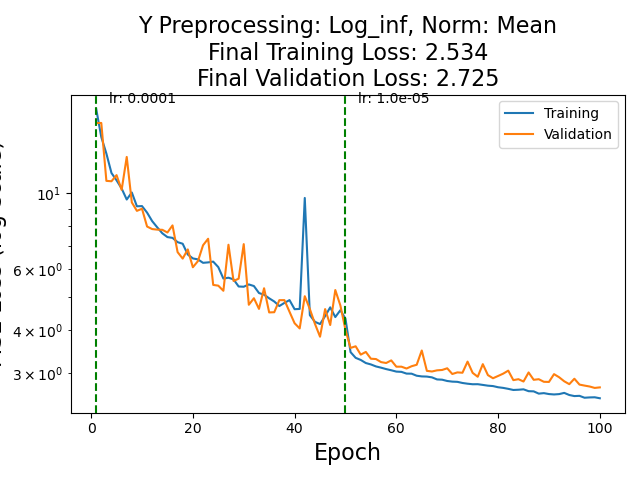 Y Preprocessing: Log_inf, Norm: Mean
Final Training Loss: 2.534
Final Validation Loss: 2.725
lr: 0.0001
lr: 1.0e-05
Training
Validation
10¹
6 × 10⁰
4 × 10⁰
3 × 10⁰
0
20
40
60
80
100
Epoch